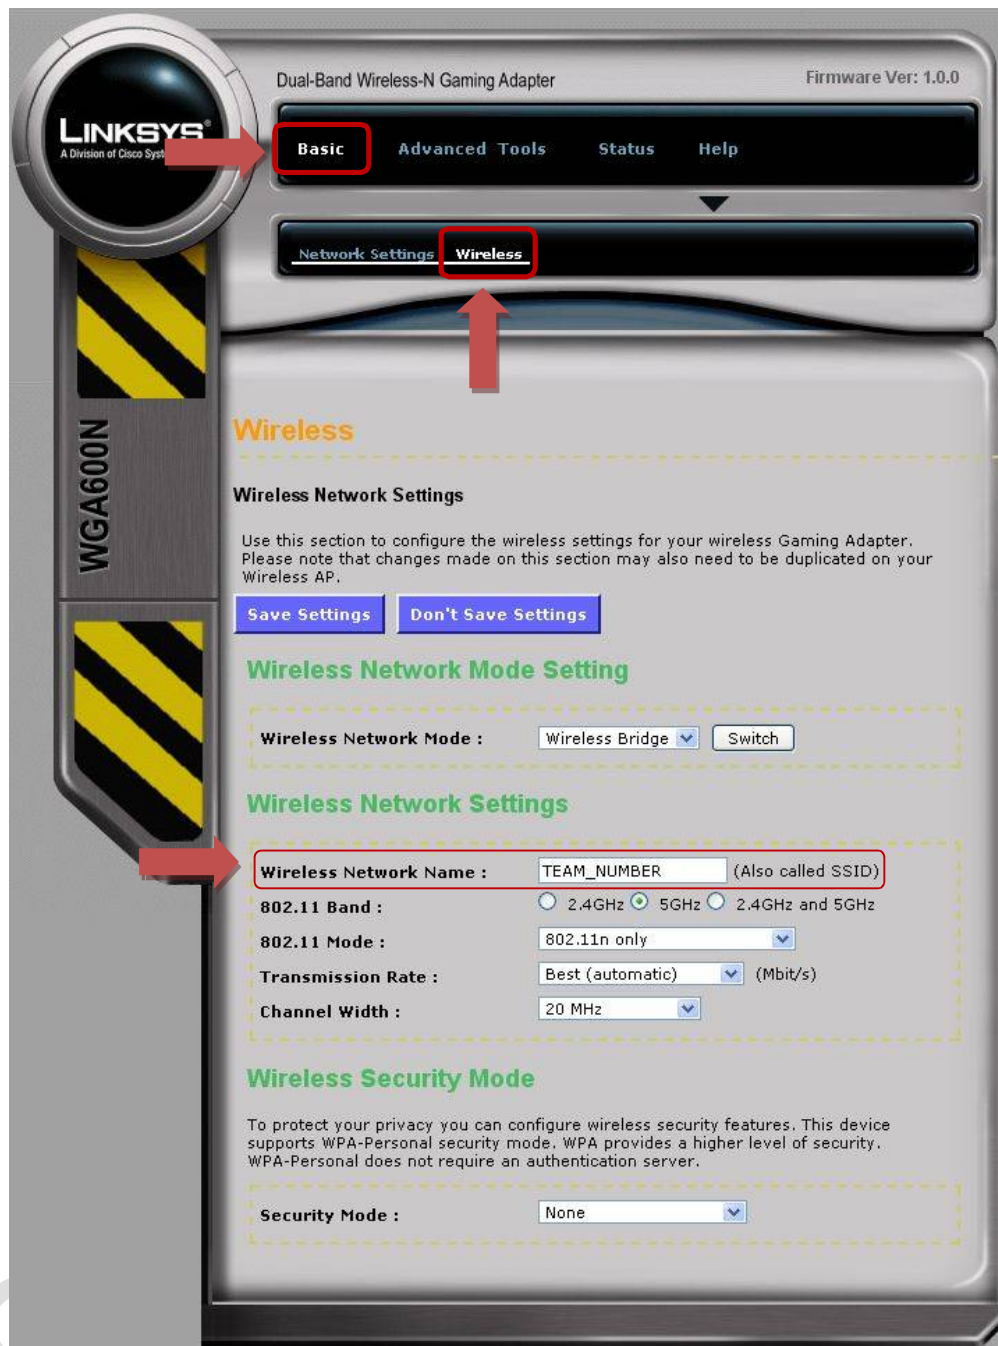 Dual-Band Wireless-N Gaming Adapter Firmware Ver: 1.0.0
LINKSYS®
A Division of Cisco Syst
Basic Advanced Tools Status Help
Network Settings Wireless
WGA600N
Wireless
Wireless Network Settings
Use this section to configure the wireless settings for your wireless Gaming Adapter.
Please note that changes made on this section may also need to be duplicated on your
Wireless AP.
Save Settings Don't Save Settings
Wireless Network Mode Setting
Wireless Network Mode : Wireless Bridge Switch
Wireless Network Settings
Wireless Network Name : TEAM_NUMBER (Also called SSID)
802.11 Band : 2.4GHz 5GHz 2.4GHz and 5GHz
802.11 Mode : 802.11n only
Transmission Rate : Best (automatic) (Mbit/s)
Channel Width : 20 MHz
Wireless Security Mode
To protect your privacy you can configure wireless security features. This device
supports WPA-Personal security mode. WPA provides a higher level of security.
WPA-Personal does not require an authentication server.
Security Mode : None